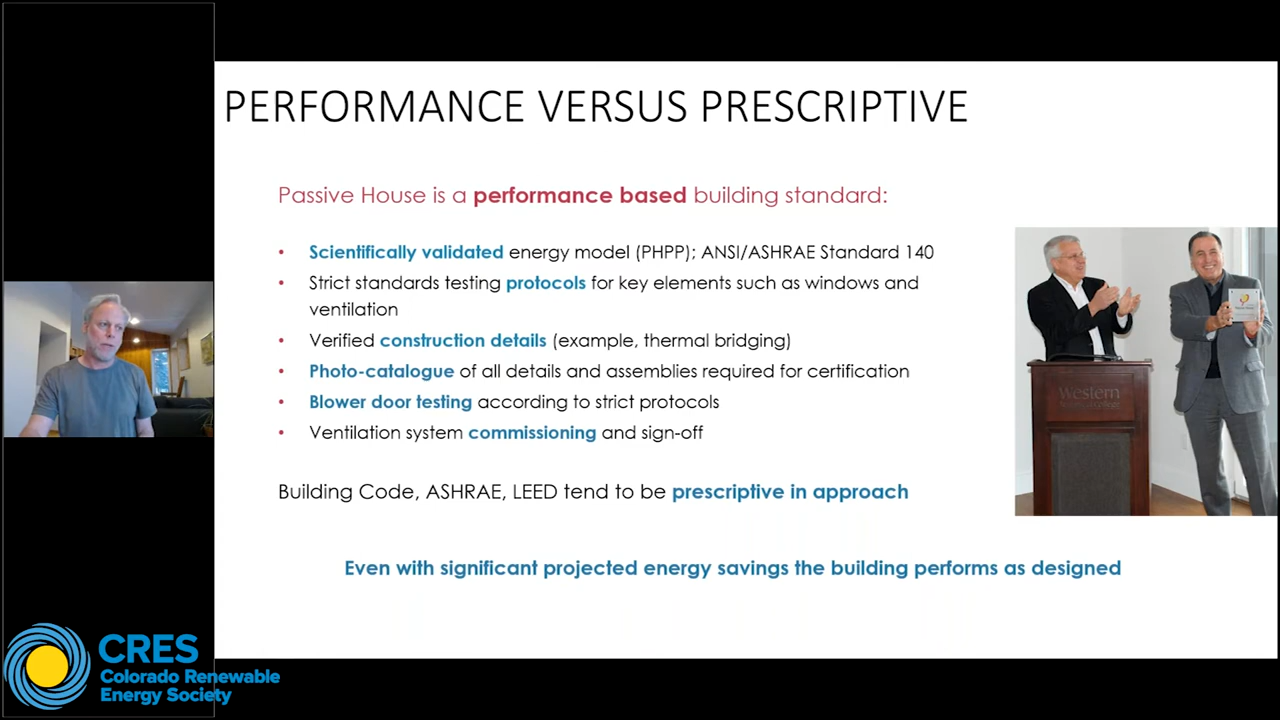 PERFORMANCE VERSUS PRESCRIPTIVE
Passive House is a performance based building standard:
• Scientifically validated energy model (PHPP); ANSI/ASHRAE Standard 140
• Strict standards testing protocols for key elements such as windows and
ventilation
• Verified construction details (example, thermal bridging)
• Photo-catalogue of all details and assemblies required for certification
• Blower door testing according to strict protocols
• Ventilation system commissioning and sign-off
Building Code, ASHRAE, LEED tend to be prescriptive in approach
Even with significant projected energy savings the building performs as designed
Western
CRES
Colorado Renewable
Energy Society